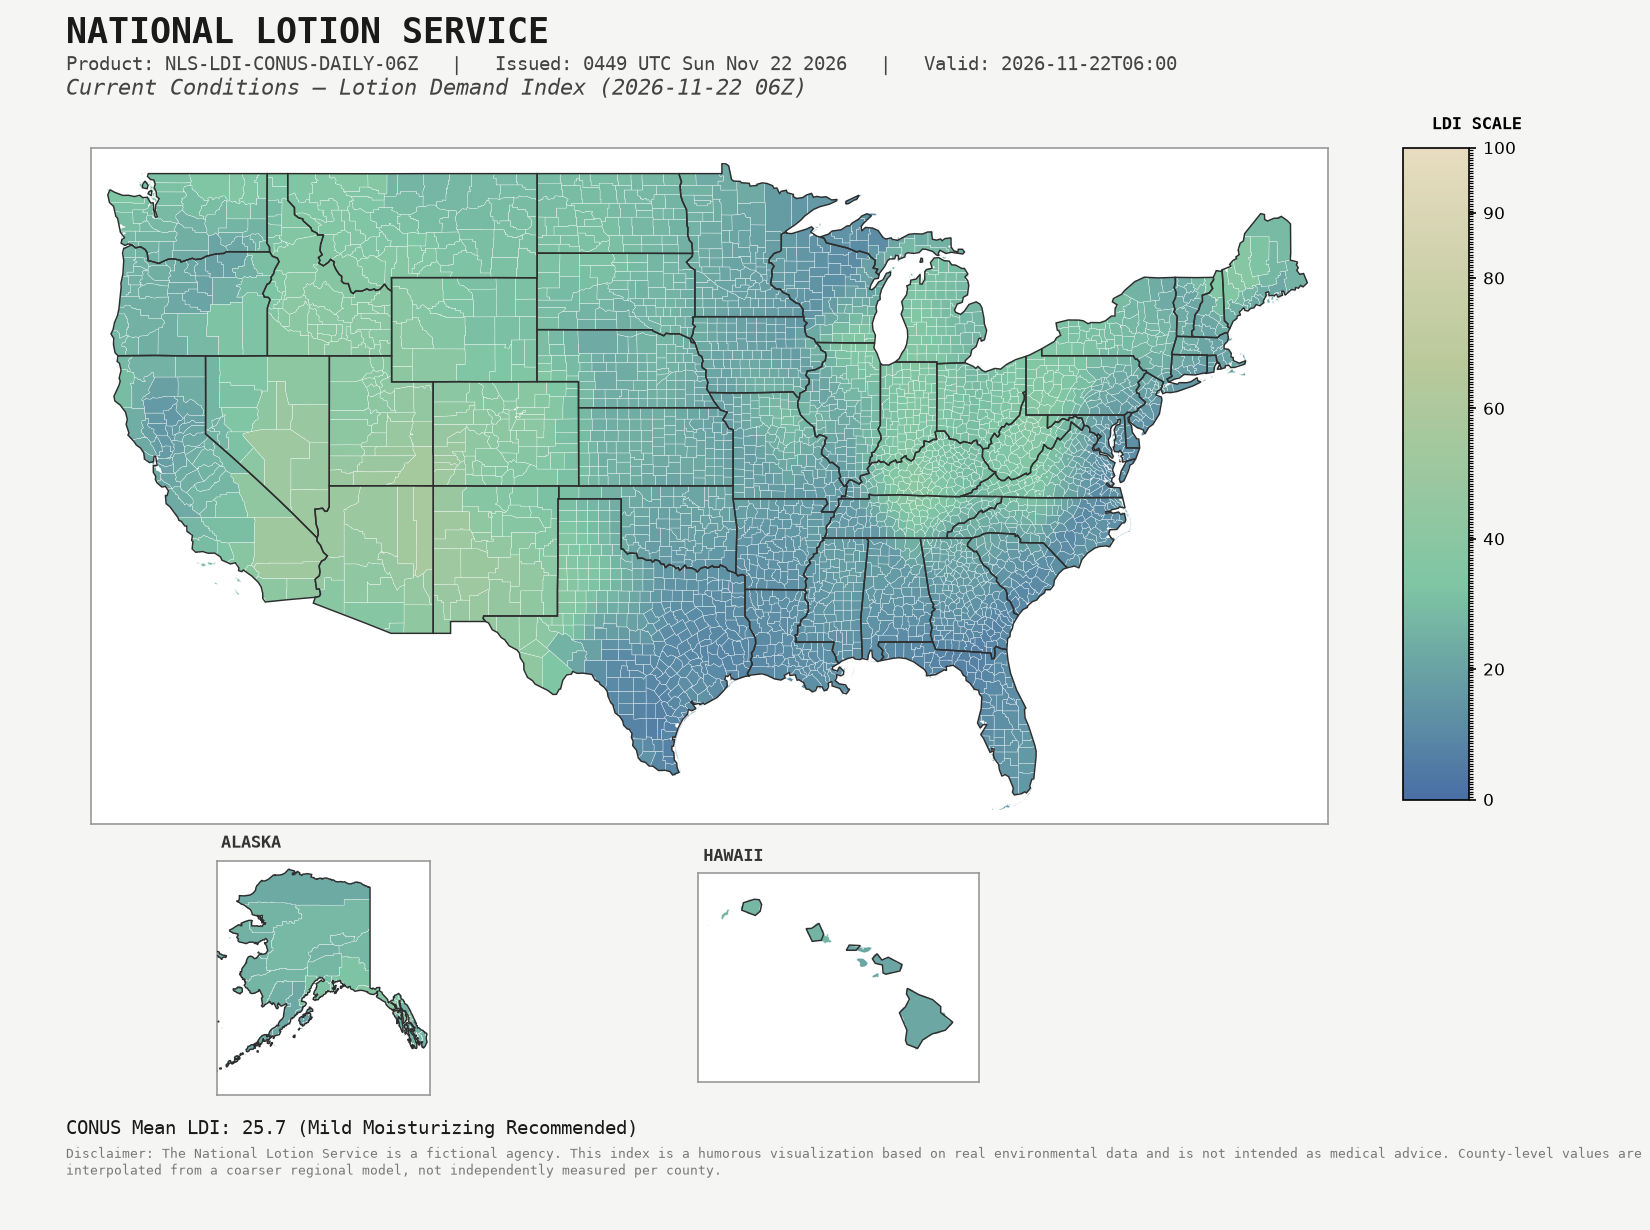 NATIONAL LOTION SERVICE
Product: NLS-LDI-CONUS-DAILY-06Z | Issued: 0449 UTC Sun Nov 22 2026 | Valid: 2026-11-22T06:00
Current Conditions — Lotion Demand Index (2026-11-22 06Z)
LDI SCALE
100
90
80
60
40
20
0
ALASKA
HAWAII
CONUS Mean LDI: 25.7 (Mild Moisturizing Recommended)
Disclaimer: The National Lotion Service is a fictional agency. This index is a humorous visualization based on real environmental data and is not intended as medical advice. County-level values are
interpolated from a coarser regional model, not independently measured per county.